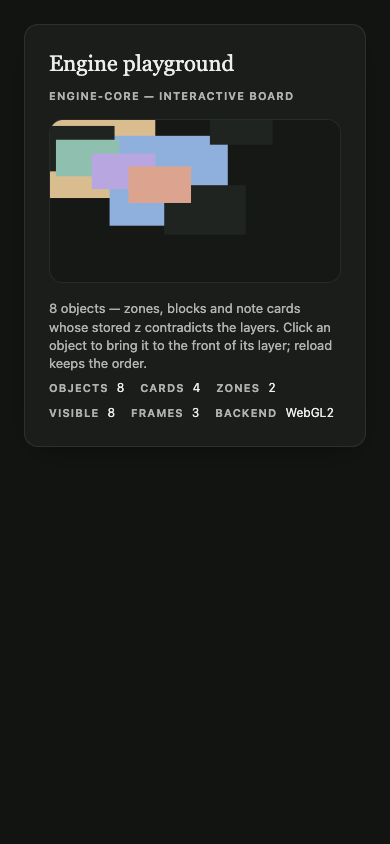 Engine playground
ENGINE-CORE — INTERACTIVE BOARD
8 objects — zones, blocks and note cards
whose stored z contradicts the layers. Click an
object to bring it to the front of its layer; reload
keeps the order.
OBJECTS 8 CARDS 4 ZONES 2
VISIBLE 8 FRAMES 3 BACKEND WebGL2